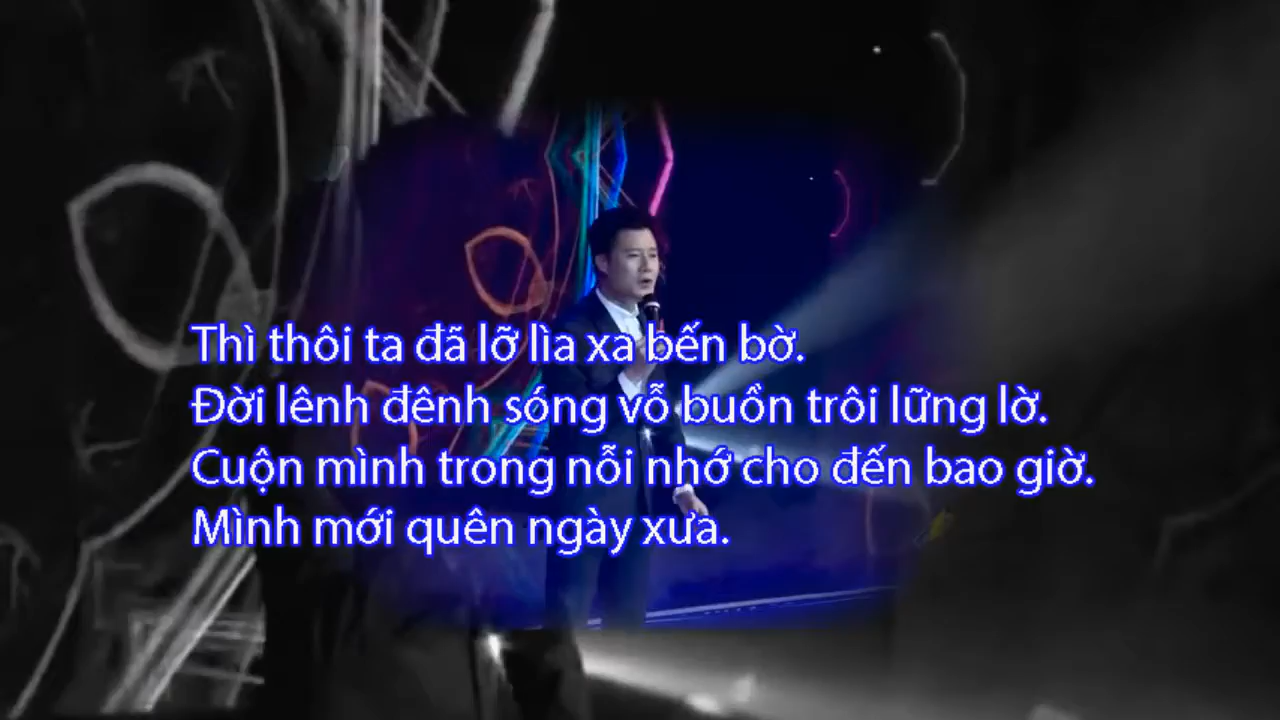 Thì thôi ta đã lỡ lìa xa bến bờ.
Đời lênh đênh sóng vỗ buồn trôi lững lờ.
Cuộn mình trong nỗi nhớ cho đến bao giờ.
Mình mới quên ngày xưa.